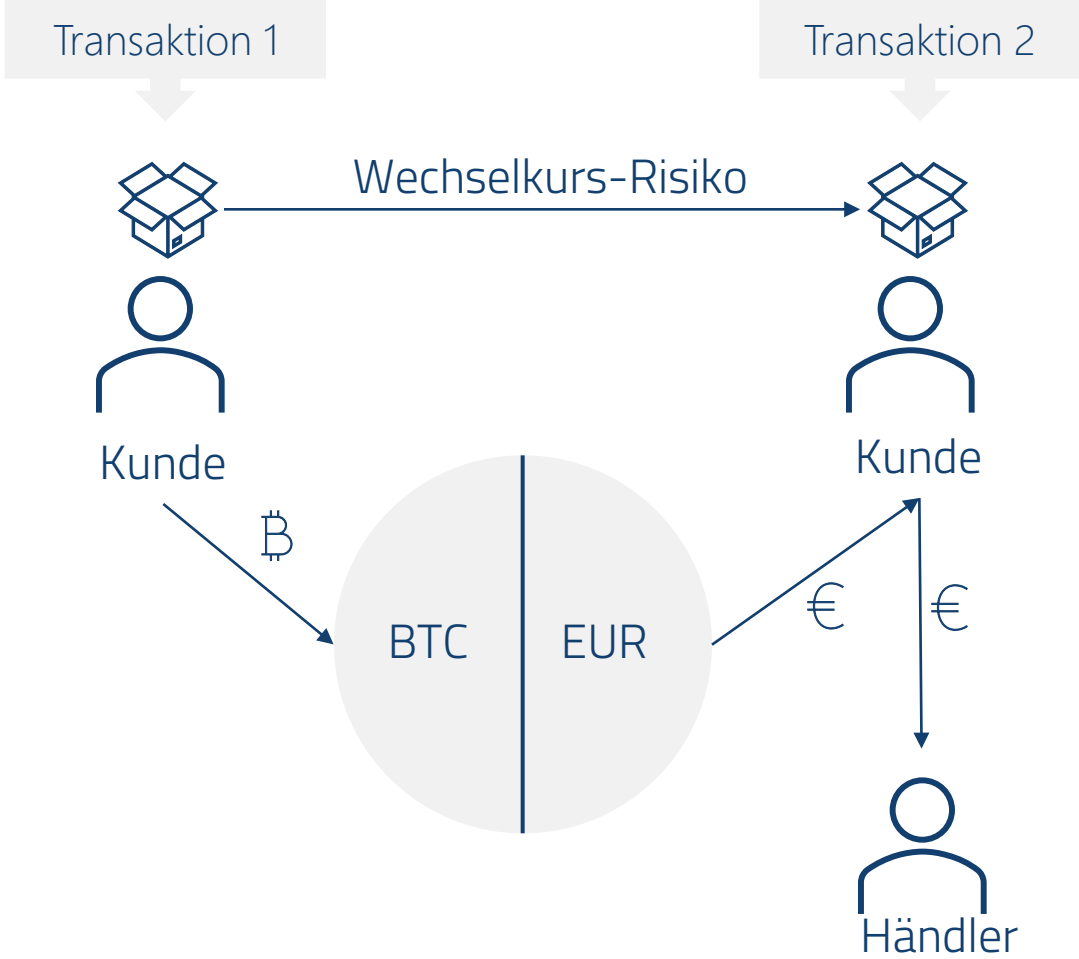 Transaktion 1
Transaktion 2
Wechselkurs-Risiko
Kunde
Kunde
₿
BTC
EUR
€
€
Händler